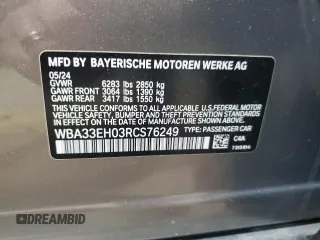 MFD BY BAYERISCHE MOTOREN WERKE AG
05/24
GVWR 6283 lbs 2850 kg
GAWR FRONT 3064 lbs 1390 kg
GAWR REAR 3417 lbs 1550 kg
THIS VEHICLE CONFORMS TO ALL APPLICABLE
U.S. FEDERAL MOTOR VEHICLE SAFETY,
BUMPER, AND THEFT PREVENTION
STANDARDS IN EFFECT ON THE DATE OF
MANUFACTURE SHOWN ABOVE.
WBA33EH03RCS76249 TYPE: PASSENGER CAR
C4A
DREAMBID